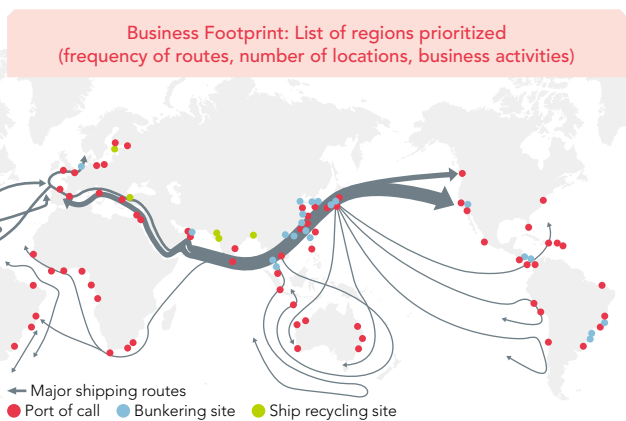 Business Footprint: List of regions prioritized
(frequency of routes, number of locations, business activities)
Major shipping routes
Port of call
Bunkering site
Ship recycling site